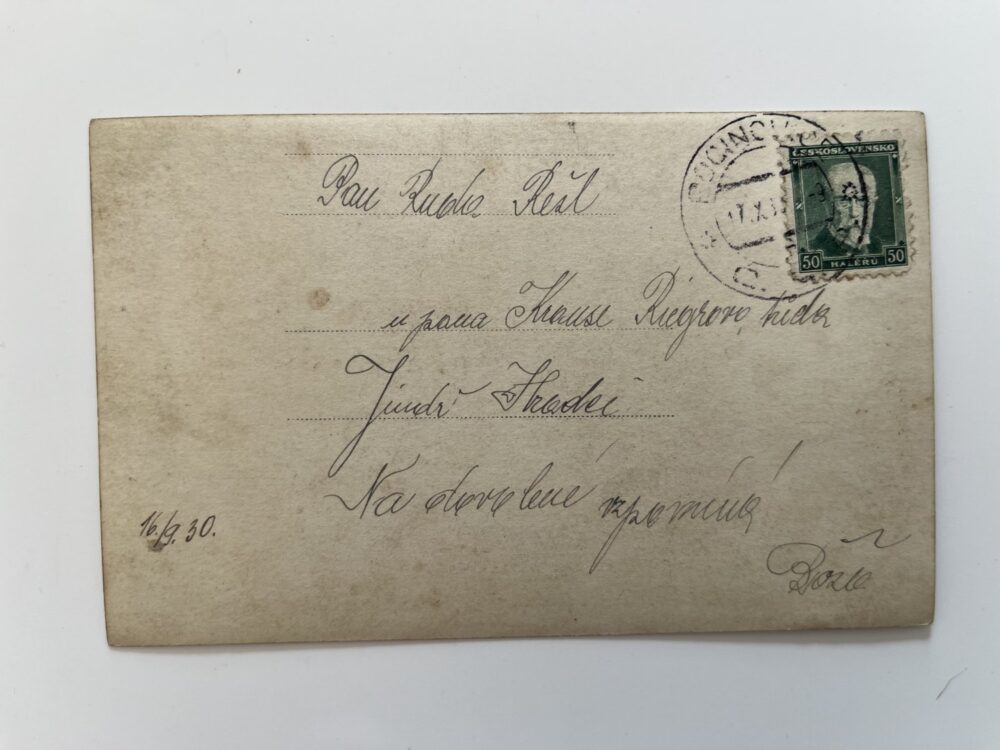 ČESKOSLOVENSKO
50 HALÉŘŮ 50
Pan Ruda Rešl
u pana Krause Riegrova třída
Jindř Hradec
Na dovolené vzpomíná
Boža
16./9. 30.